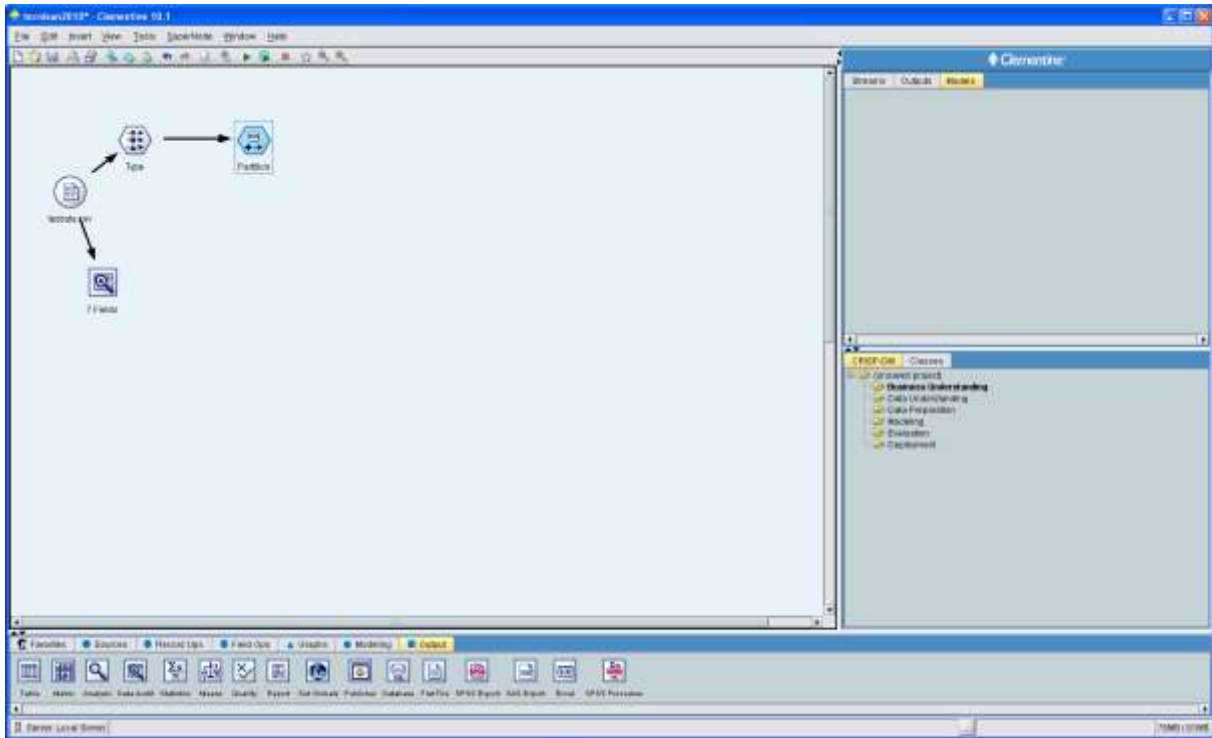 Clementine 10.1
File Edit Insert View Tools SuperNode Window Help
Clementine
Streams Outputs Models
Type
Partition
7 Fields
CRISP-DM Classes
(unsaved project)
Business Understanding
Data Understanding
Data Preparation
Modeling
Evaluation
Deployment
Favorites Sources Record Ops Field Ops Graphs Modeling Output
Table Matrix Analysis Data Audit Statistics Means Quality Report Set Globals Publisher Database Flat File SPSS Export SAS Export Excel SPSS Procedure
Server: Local Server